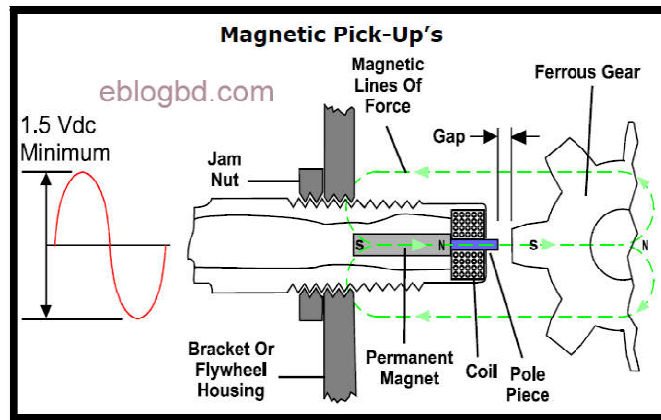 Magnetic Pick-Up's
eblogbd.com
Magnetic
Lines Of
Force
Ferrous Gear
Gap
1.5 Vdc
Minimum
Jam
Nut
S
N
S
N
Bracket Or
Flywheel
Housing
Permanent
Magnet
Coil
Pole
Piece